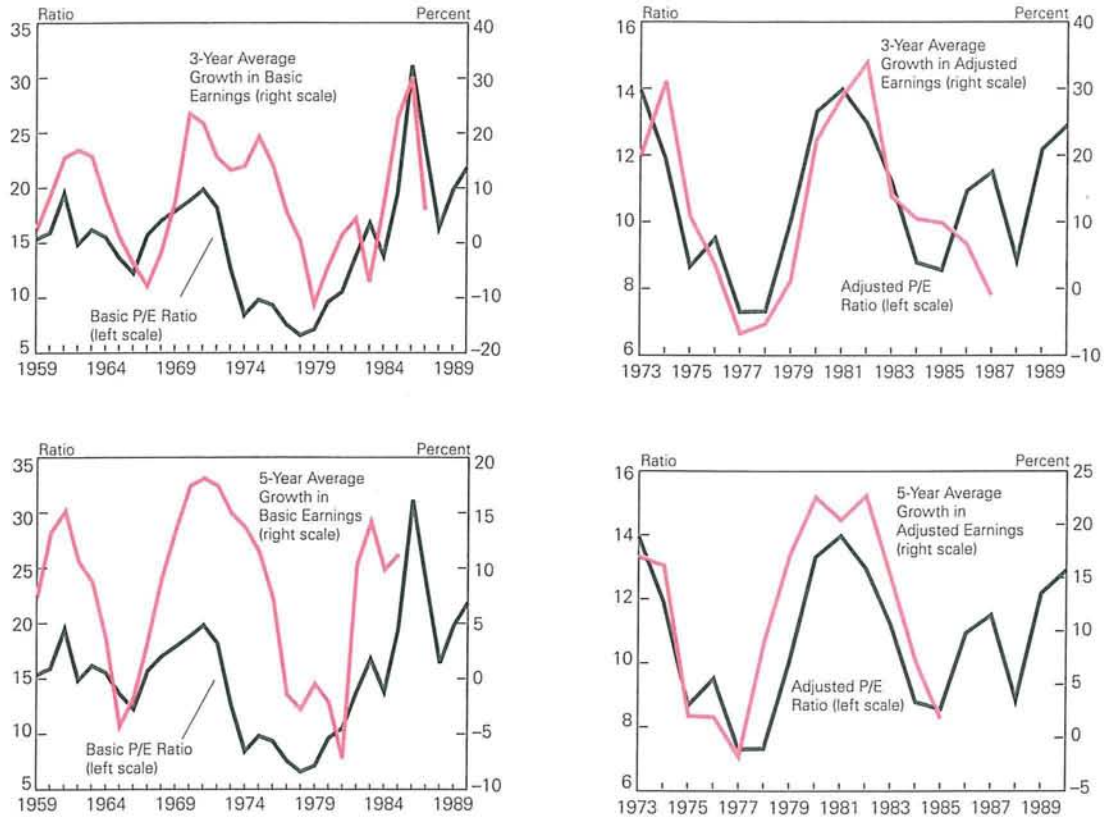 Ratio
Percent
35
30
25
20
15
10
5
40
30
20
10
0
–10
–20
3-Year Average
Growth in Basic
Earnings (right scale)
Basic P/E Ratio
(left scale)
1959 1964 1969 1974 1979 1984 1989
Ratio
Percent
16
14
12
10
8
6
40
30
20
10
0
–10
3-Year Average
Growth in Adjusted
Earnings (right scale)
Adjusted P/E
Ratio (left scale)
1973 1975 1977 1979 1981 1983 1985 1987 1989
Ratio
Percent
35
30
25
20
15
10
5
20
15
10
5
0
–5
–10
5-Year Average
Growth in
Basic Earnings
(right scale)
Basic P/E Ratio
(left scale)
1959 1964 1969 1974 1979 1984 1989
Ratio
Percent
16
14
12
10
8
6
25
20
15
10
5
0
–5
5-Year Average
Growth in
Adjusted Earnings
(right scale)
Adjusted P/E
Ratio (left scale)
1973 1975 1977 1979 1981 1983 1985 1987 1989